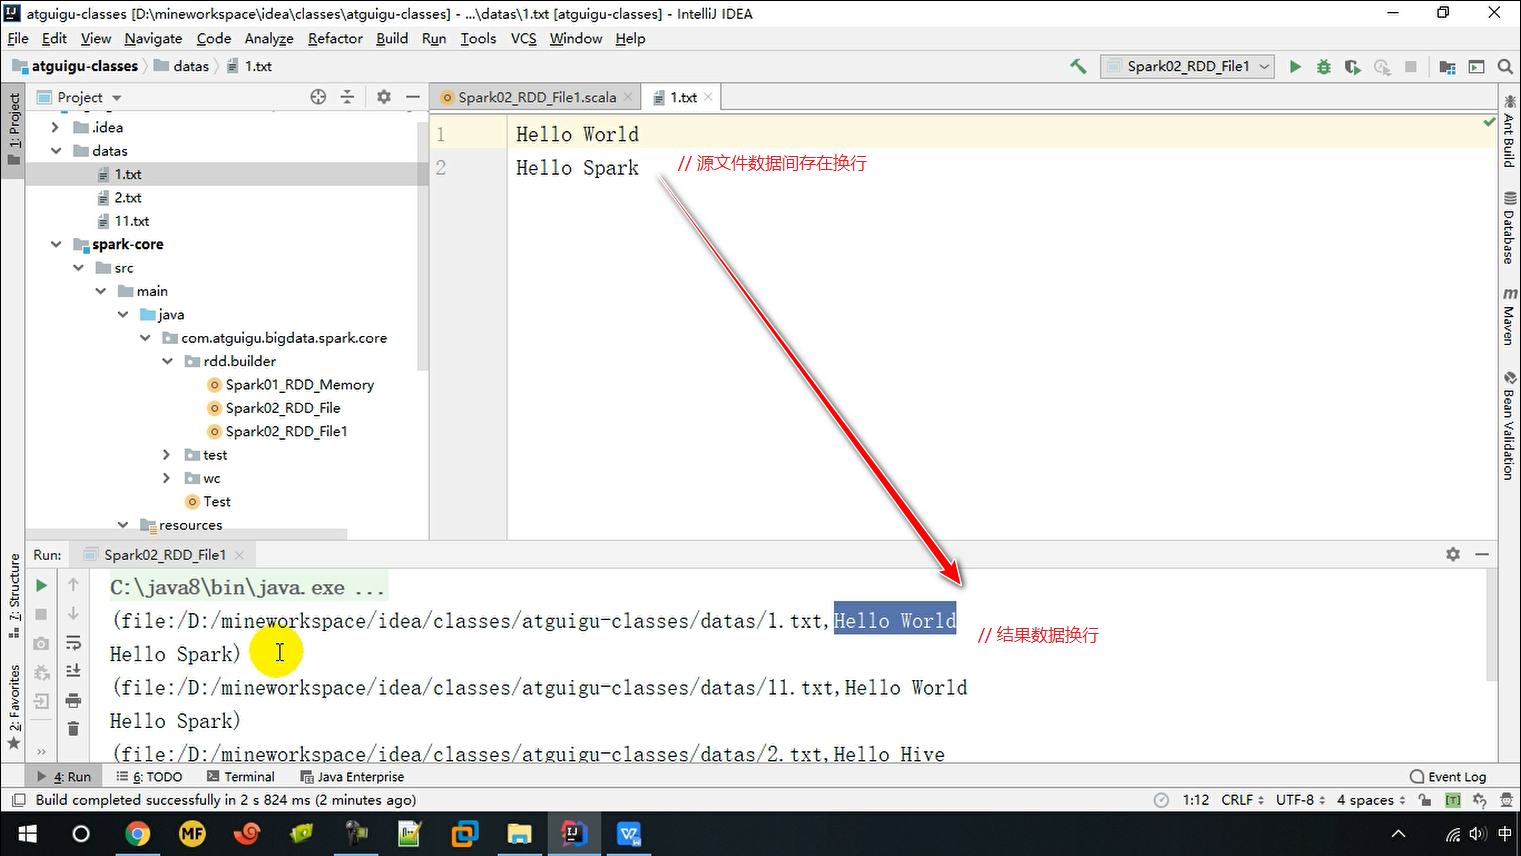 atguigu-classes [D:\mineworkspace\idea\classes\atguigu-classes] - ...\datas\1.txt [atguigu-classes] - IntelliJ IDEA
File Edit View Navigate Code Analyze Refactor Build Run Tools VCS Window Help
atguigu-classes datas 1.txt
Spark02_RDD_File1
Project
Spark02_RDD_File1.scala
1.txt
1: Project
.idea
datas
1.txt
2.txt
11.txt
spark-core
src
main
java
com.atguigu.bigdata.spark.core
rdd.builder
Spark01_RDD_Memory
Spark02_RDD_File
Spark02_RDD_File1
test
wc
Test
resources
1 Hello World
2 Hello Spark
// 源文件数据间存在换行
Ant Build
Database
Maven
Bean Validation
Run: Spark02_RDD_File1
7: Structure
2: Favorites
C:\java8\bin\java.exe ...
(file:/D:/mineworkspace/idea/classes/atguigu-classes/datas/1.txt,Hello World
// 结果数据换行
Hello Spark)
(file:/D:/mineworkspace/idea/classes/atguigu-classes/datas/11.txt,Hello World
Hello Spark)
(file:/D:/mineworkspace/idea/classes/atguigu-classes/datas/2.txt,Hello Hive
4: Run 6: TODO Terminal Java Enterprise Event Log
Build completed successfully in 2 s 824 ms (2 minutes ago) 1:12 CRLF UTF-8 4 spaces [T]
MF
中